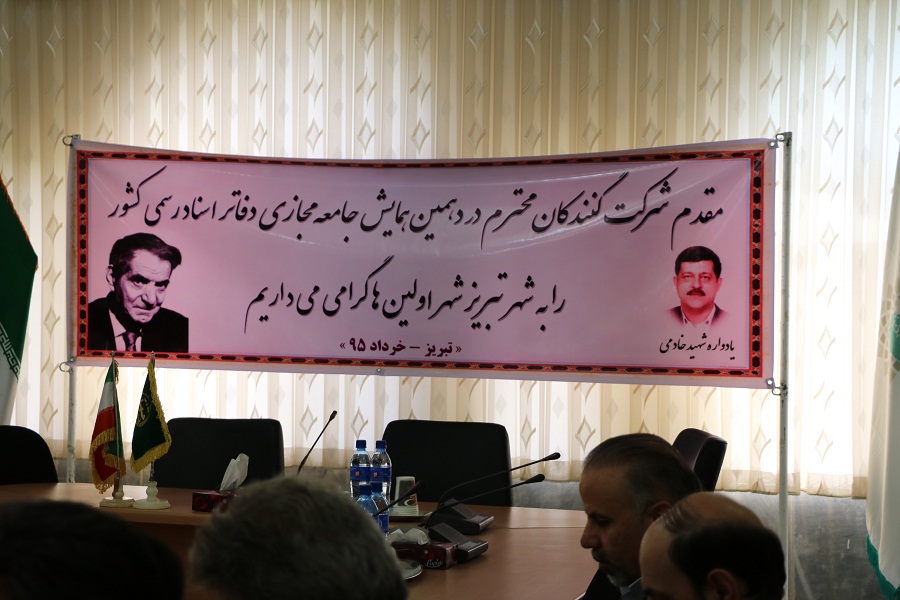 مقدم شرکت کنندکان محترم در دهمین همایش جامعه مجازی دفاتر اسناد رسمی کشور
را به شهر تبریز شهر اولین ها گرامی می داریم
« تبریز – خرداد ۹۵ »
یادواره شهید خادمی